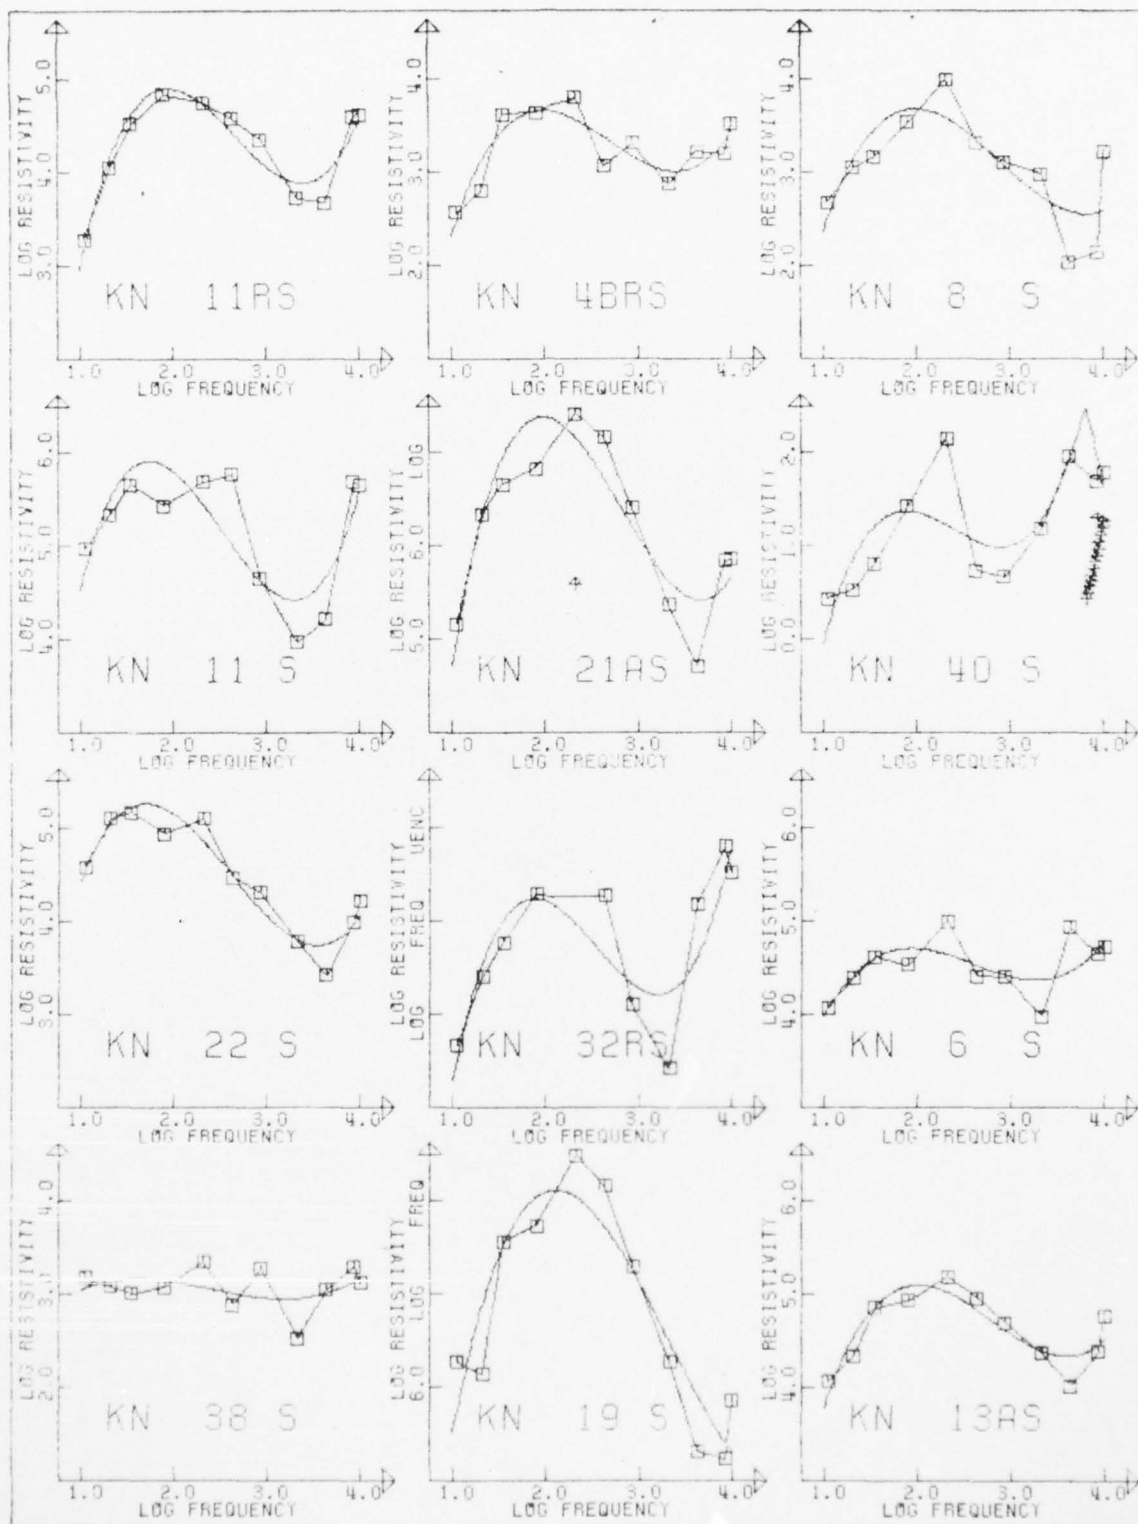 LOG RESISTIVITY
5.0
4.0
3.0
KN 11RS
1.0 2.0 3.0 4.0
LOG FREQUENCY
LOG RESISTIVITY
4.0
3.0
2.0
KN 4BRS
1.0 2.0 3.0 4.0
LOG FREQUENCY
LOG RESISTIVITY
4.0
3.0
2.0
KN 8 S
1.0 2.0 3.0 4.0
LOG FREQUENCY
LOG RESISTIVITY
6.0
5.0
4.0
KN 11 S
1.0 2.0 3.0 4.0
LOG FREQUENCY
LOG RESISTIVITY
LOG
6.0
5.0
KN 21AS
1.0 2.0 3.0 4.0
LOG FREQUENCY
LOG RESISTIVITY
2.0
1.0
0.0
KN 40 S
1.0 2.0 3.0 4.0
LOG FREQUENCY
LOG RESISTIVITY
5.0
4.0
3.0
KN 22 S
1.0 2.0 3.0 4.0
LOG FREQUENCY
LOG RESISTIVITY
UENC
FREQ
LOG
KN 32RS
1.0 2.0 3.0 4.0
LOG FREQUENCY
LOG RESISTIVITY
6.0
5.0
4.0
KN 6 S
1.0 2.0 3.0 4.0
LOG FREQUENCY
LOG RESISTIVITY
4.0
3.0
2.0
KN 38 S
1.0 2.0 3.0 4.0
LOG FREQUENCY
LOG RESISTIVITY
FREQ
LOG
6.0
KN 19 S
1.0 2.0 3.0 4.0
LOG FREQUENCY
LOG RESISTIVITY
6.0
5.0
4.0
KN 13AS
1.0 2.0 3.0 4.0
LOG FREQUENCY